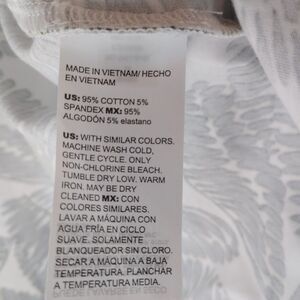 MADE IN VIETNAM/ HECHO
EN VIETNAM
US: 95% COTTON 5%
SPANDEX MX: 95%
ALGODÓN 5% elastano
US: WITH SIMILAR COLORS.
MACHINE WASH COLD,
GENTLE CYCLE. ONLY
NON-CHLORINE BLEACH.
TUMBLE DRY LOW. WARM
IRON. MAY BE DRY
CLEANED MX: CON
COLORES SIMILARES.
LAVAR A MÁQUINA CON
AGUA FRÍA EN CICLO
SUAVE. SOLAMENTE
BLANQUEADOR SIN CLORO.
SECAR A MÁQUINA A BAJA
TEMPERATURA. PLANCHAR
A TEMPERATURA MEDIA.